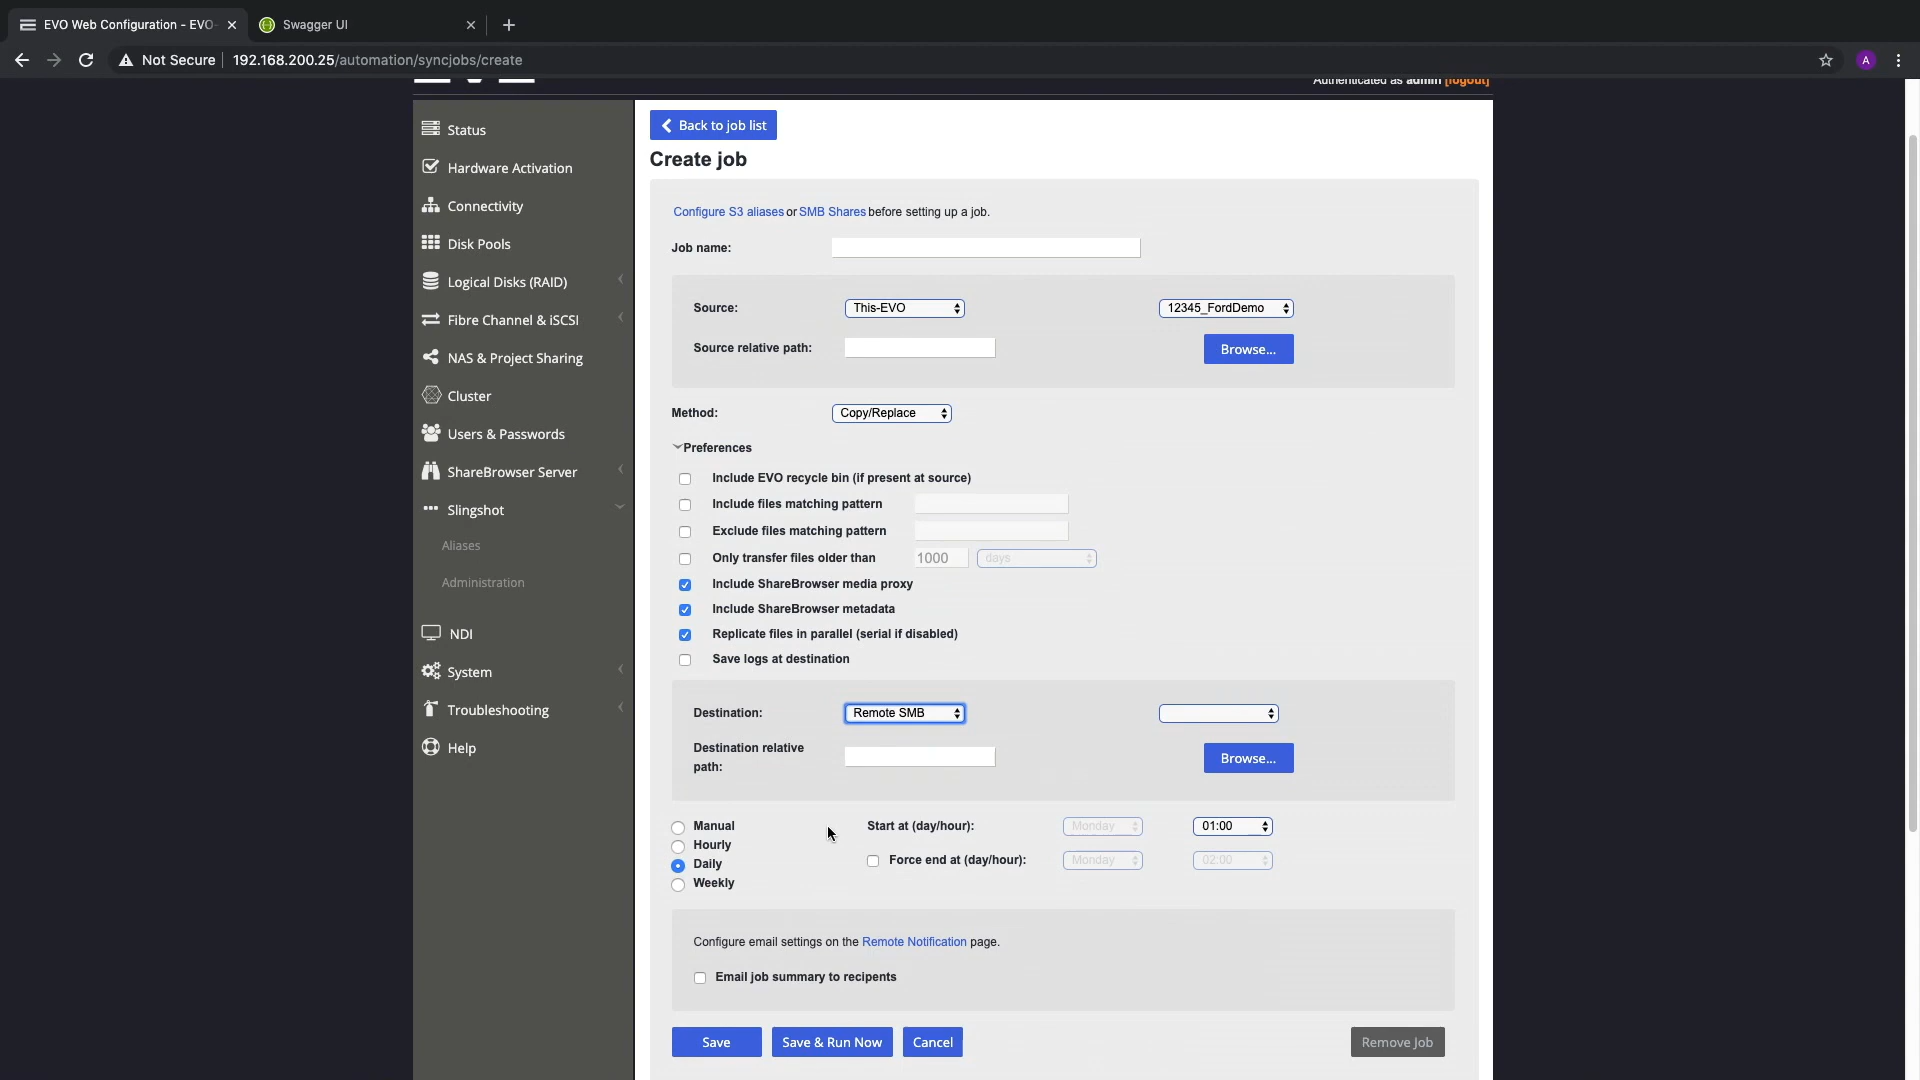 EVO Web Configuration - EVO-
Swagger UI
Not Secure
192.168.200.25/automation/syncjobs/create
A
Authenticated as admin [logout]
Status
Hardware Activation
Connectivity
Disk Pools
Logical Disks (RAID)
Fibre Channel & iSCSI
NAS & Project Sharing
Cluster
Users & Passwords
ShareBrowser Server
Slingshot
Aliases
Administration
NDI
System
Troubleshooting
Help
Back to job list
Create job
Configure S3 aliases or SMB Shares before setting up a job.
Job name:
Source: This-EVO 12345_FordDemo
Source relative path: Browse...
Method: Copy/Replace
Preferences
Include EVO recycle bin (if present at source)
Include files matching pattern
Exclude files matching pattern
Only transfer files older than 1000 days
Include ShareBrowser media proxy
Include ShareBrowser metadata
Replicate files in parallel (serial if disabled)
Save logs at destination
Destination: Remote SMB
Destination relative
path:
Browse...
Manual
Hourly
Daily
Weekly
Start at (day/hour): Monday 01:00
Force end at (day/hour): Monday 02:00
Configure email settings on the Remote Notification page.
Email job summary to recipents
Save Save & Run Now Cancel Remove Job